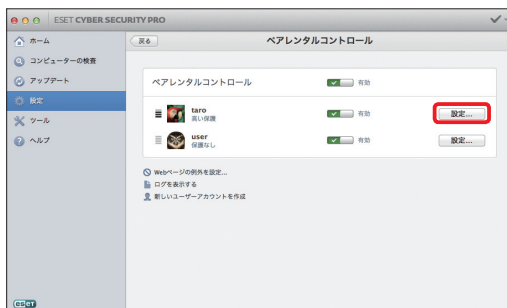 ESET CYBER SECURITY PRO
ホーム
コンピューターの検査
アップデート
設定
ツール
ヘルプ
戻る
ペアレンタルコントロール
ペアレンタルコントロール 有効
taro
高い保護
有効
設定...
user
保護なし
有効
設定...
Webページの例外を設定...
ログを表示する
新しいユーザーアカウントを作成
eset